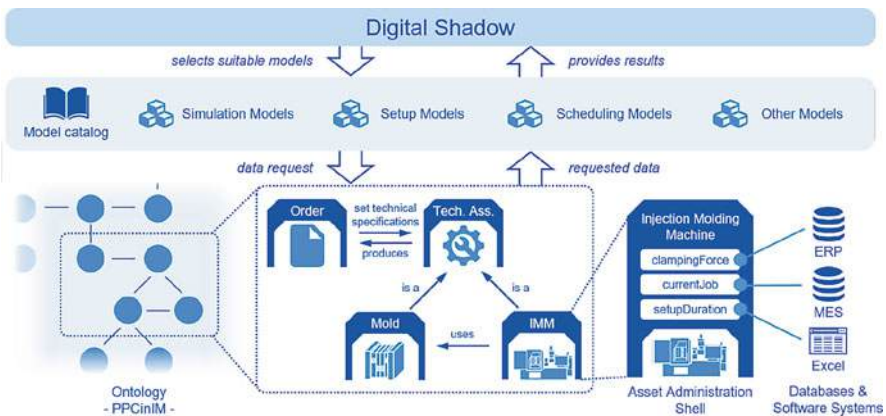 Digital Shadow
selects suitable models
provides results
Model catalog
Simulation Models
Setup Models
Scheduling Models
Other Models
data request
requested data
Order
set technical
specifications
produces
Tech. Ass.
is a
is a
Mold
uses
IMM
Injection Molding
Machine
clampingForce
currentJob
setupDuration
ERP
MES
Excel
Ontology
- PPCinIM -
Asset Administration
Shell
Databases &
Software Systems